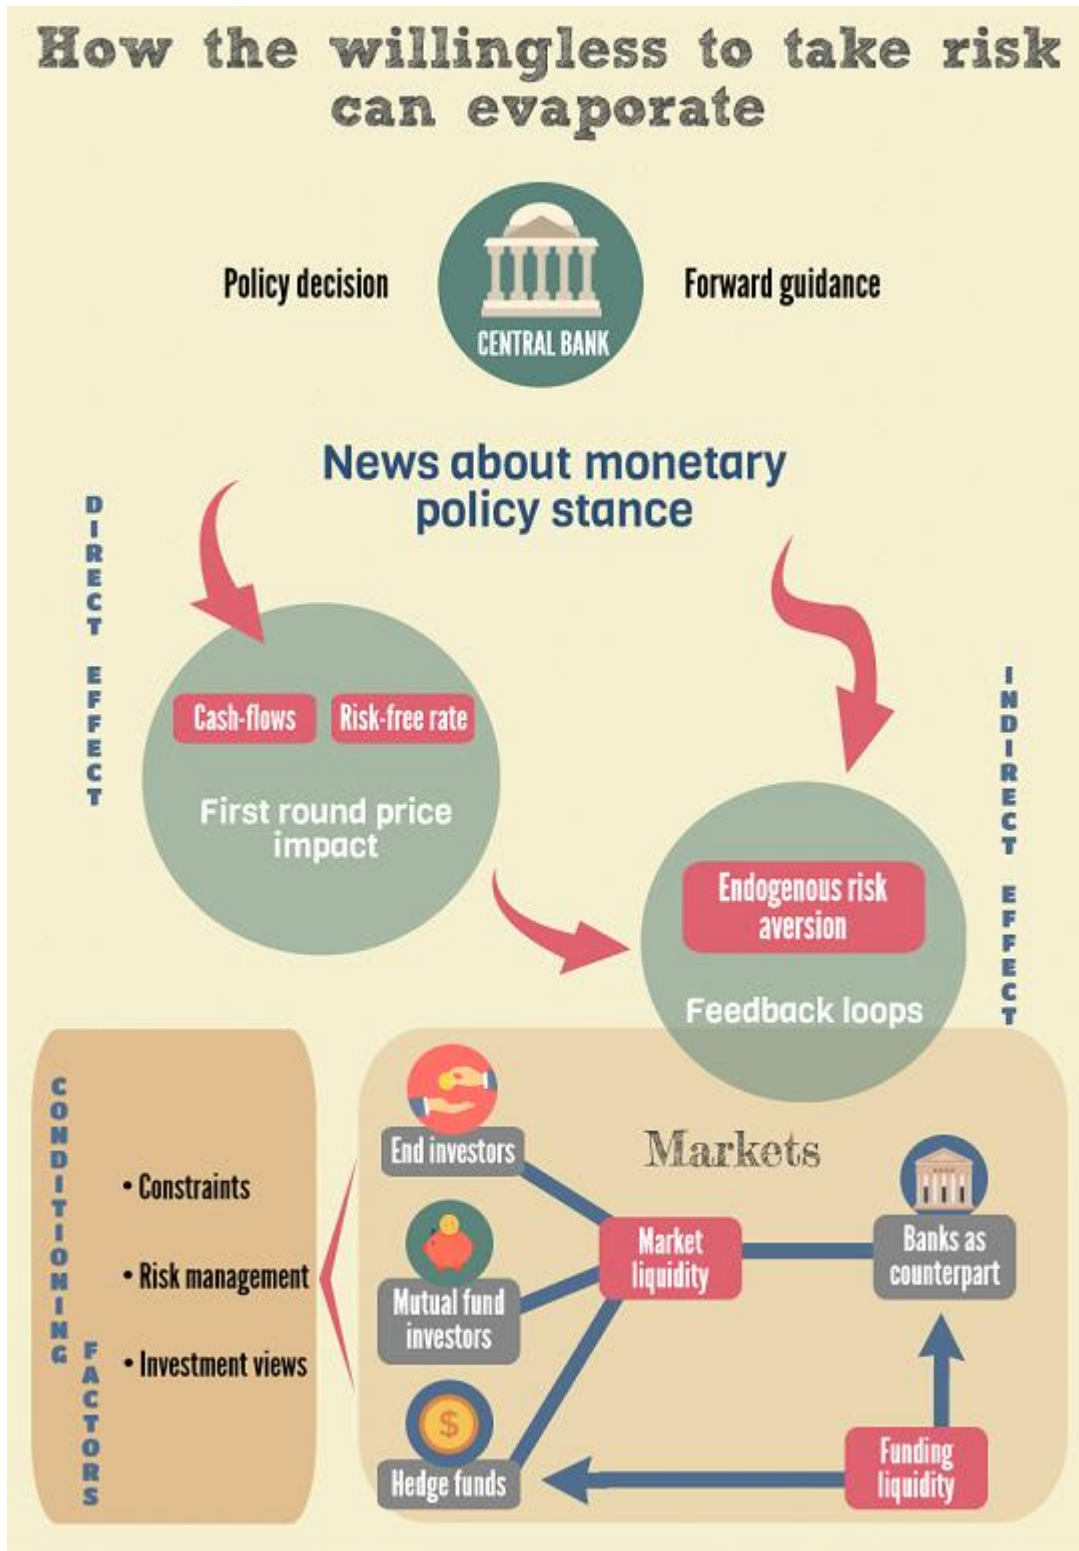 How the willingless to take risk
can evaporate
Policy decision
CENTRAL BANK
Forward guidance
News about monetary
policy stance
DIRECT EFFECT
Cash-flows
Risk-free rate
First round price
impact
INDIRECT EFFECT
Endogenous risk
aversion
Feedback loops
CONDITIONING
FACTORS
• Constraints
• Risk management
• Investment views
Markets
End investors
Mutual fund
investors
Hedge funds
Market
liquidity
Banks as
counterpart
Funding
liquidity